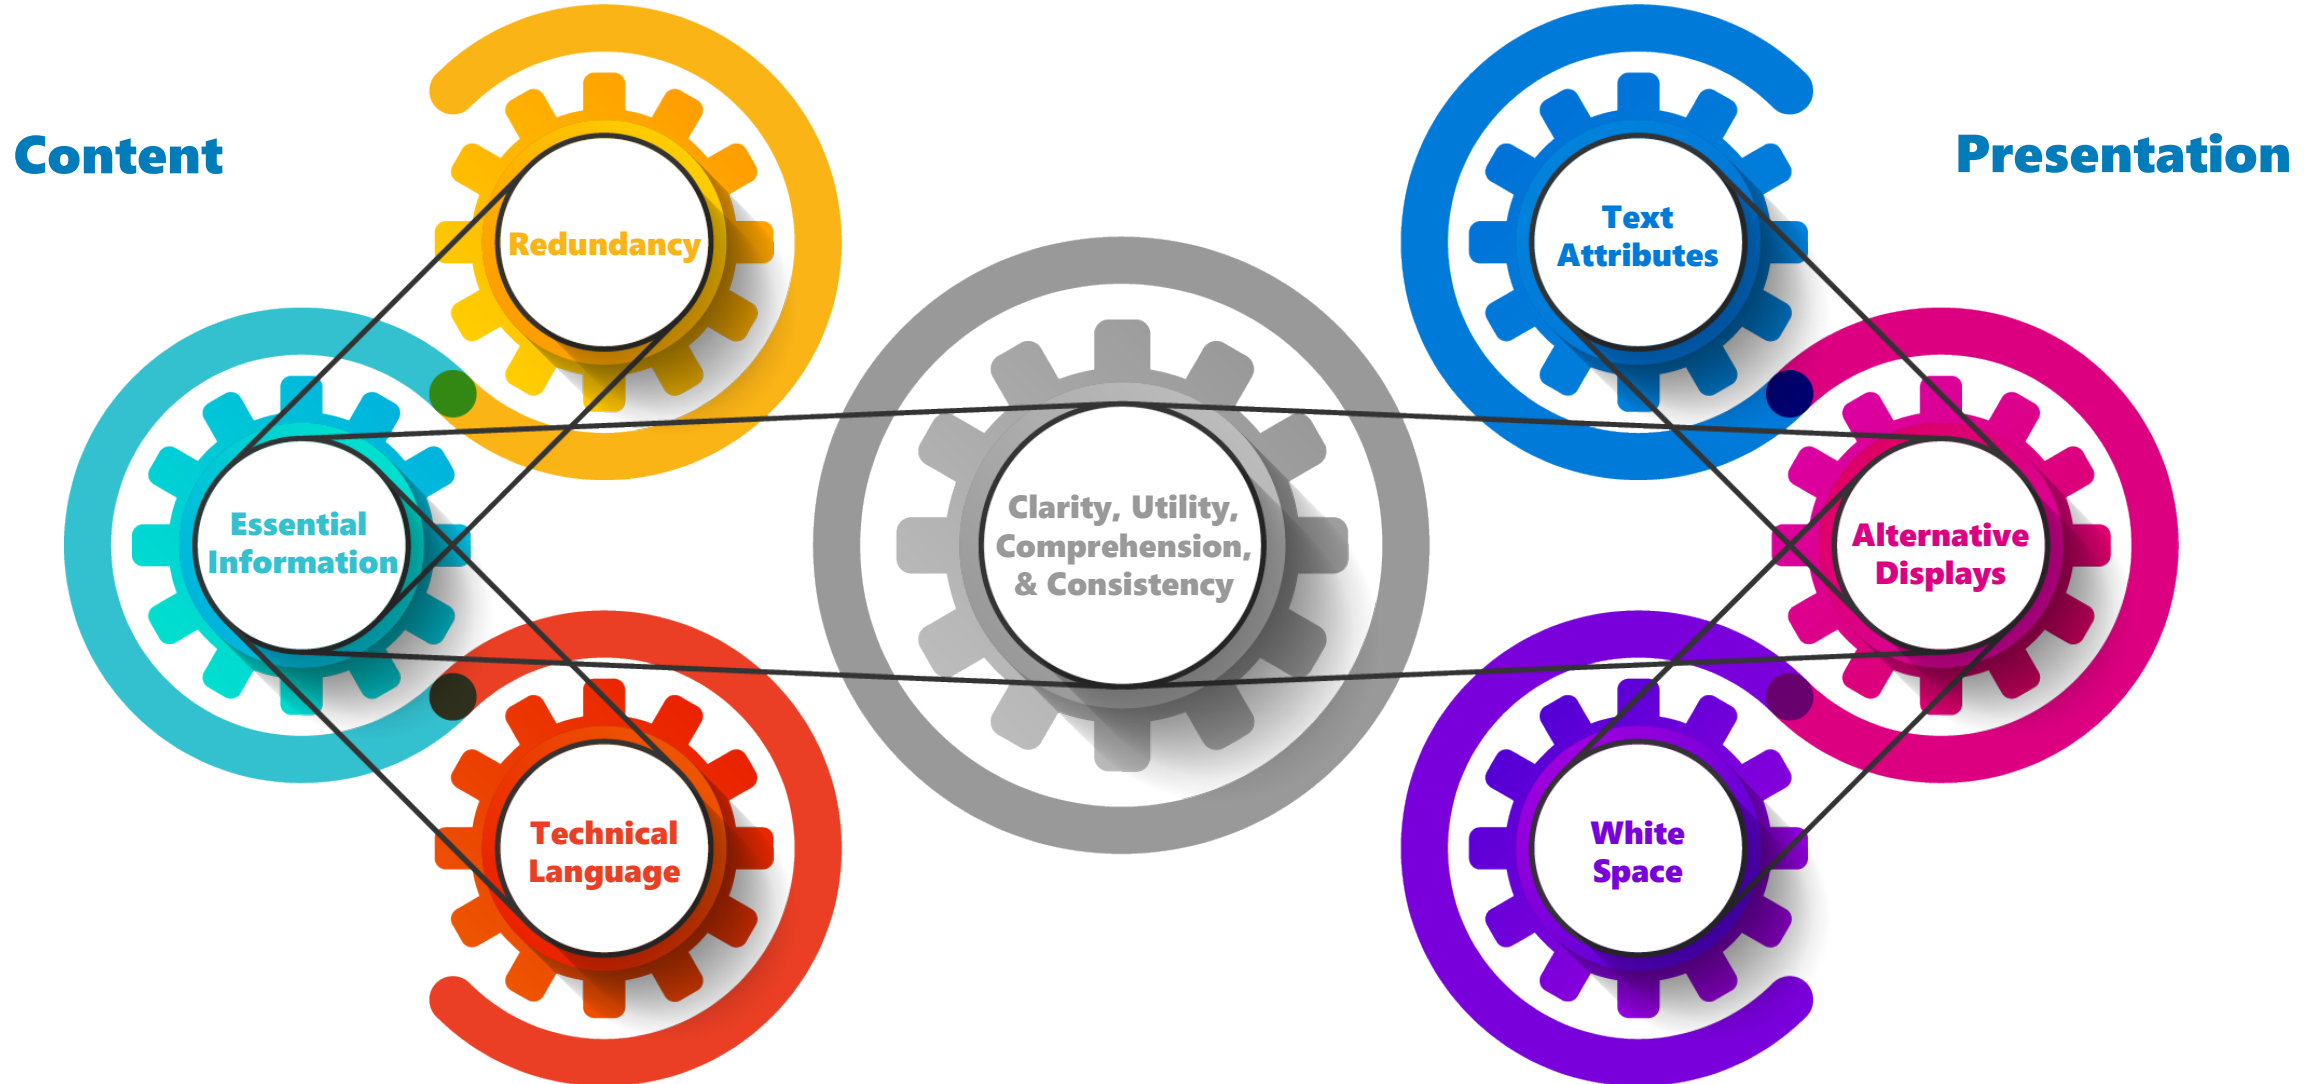 Content
Presentation
Redundancy
Text
Attributes
Essential
Information
Clarity, Utility,
Comprehension,
& Consistency
Alternative
Displays
Technical
Language
White
Space